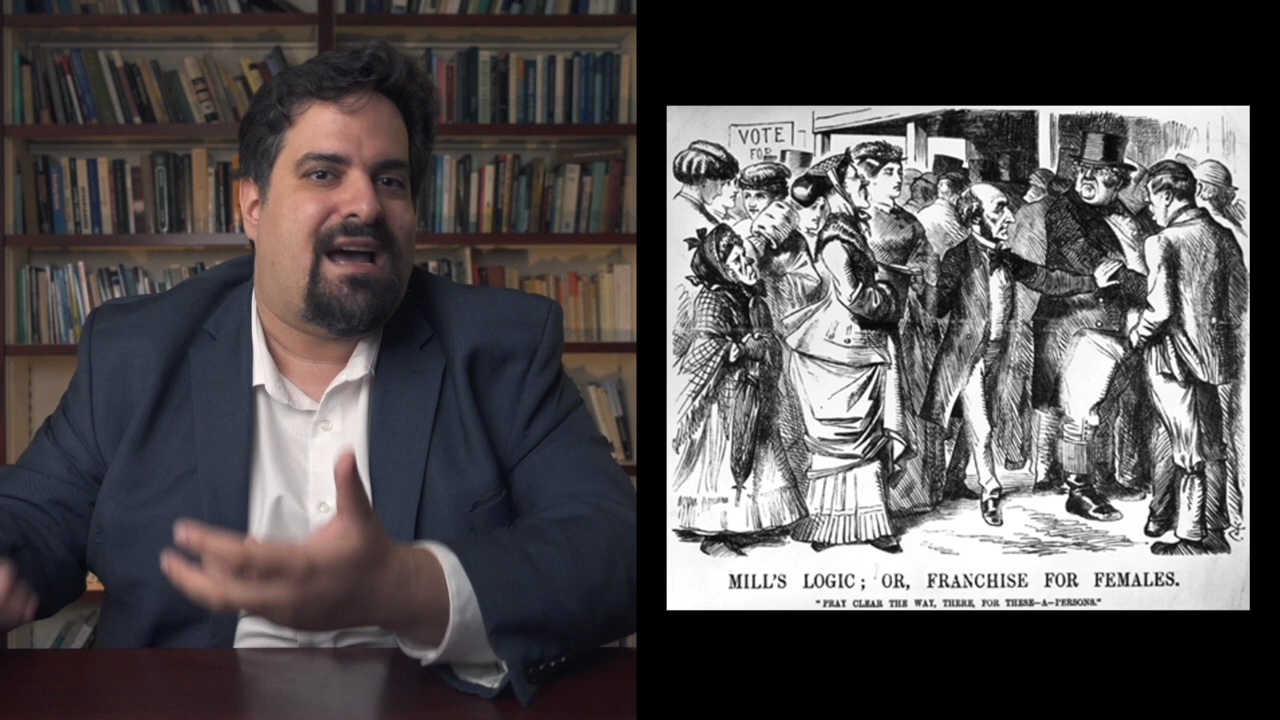 VOTE
FOR
MILL'S LOGIC; OR, FRANCHISE FOR FEMALES.
"PRAY CLEAR THE WAY, THERE, FOR THESE—A—PERSONS."